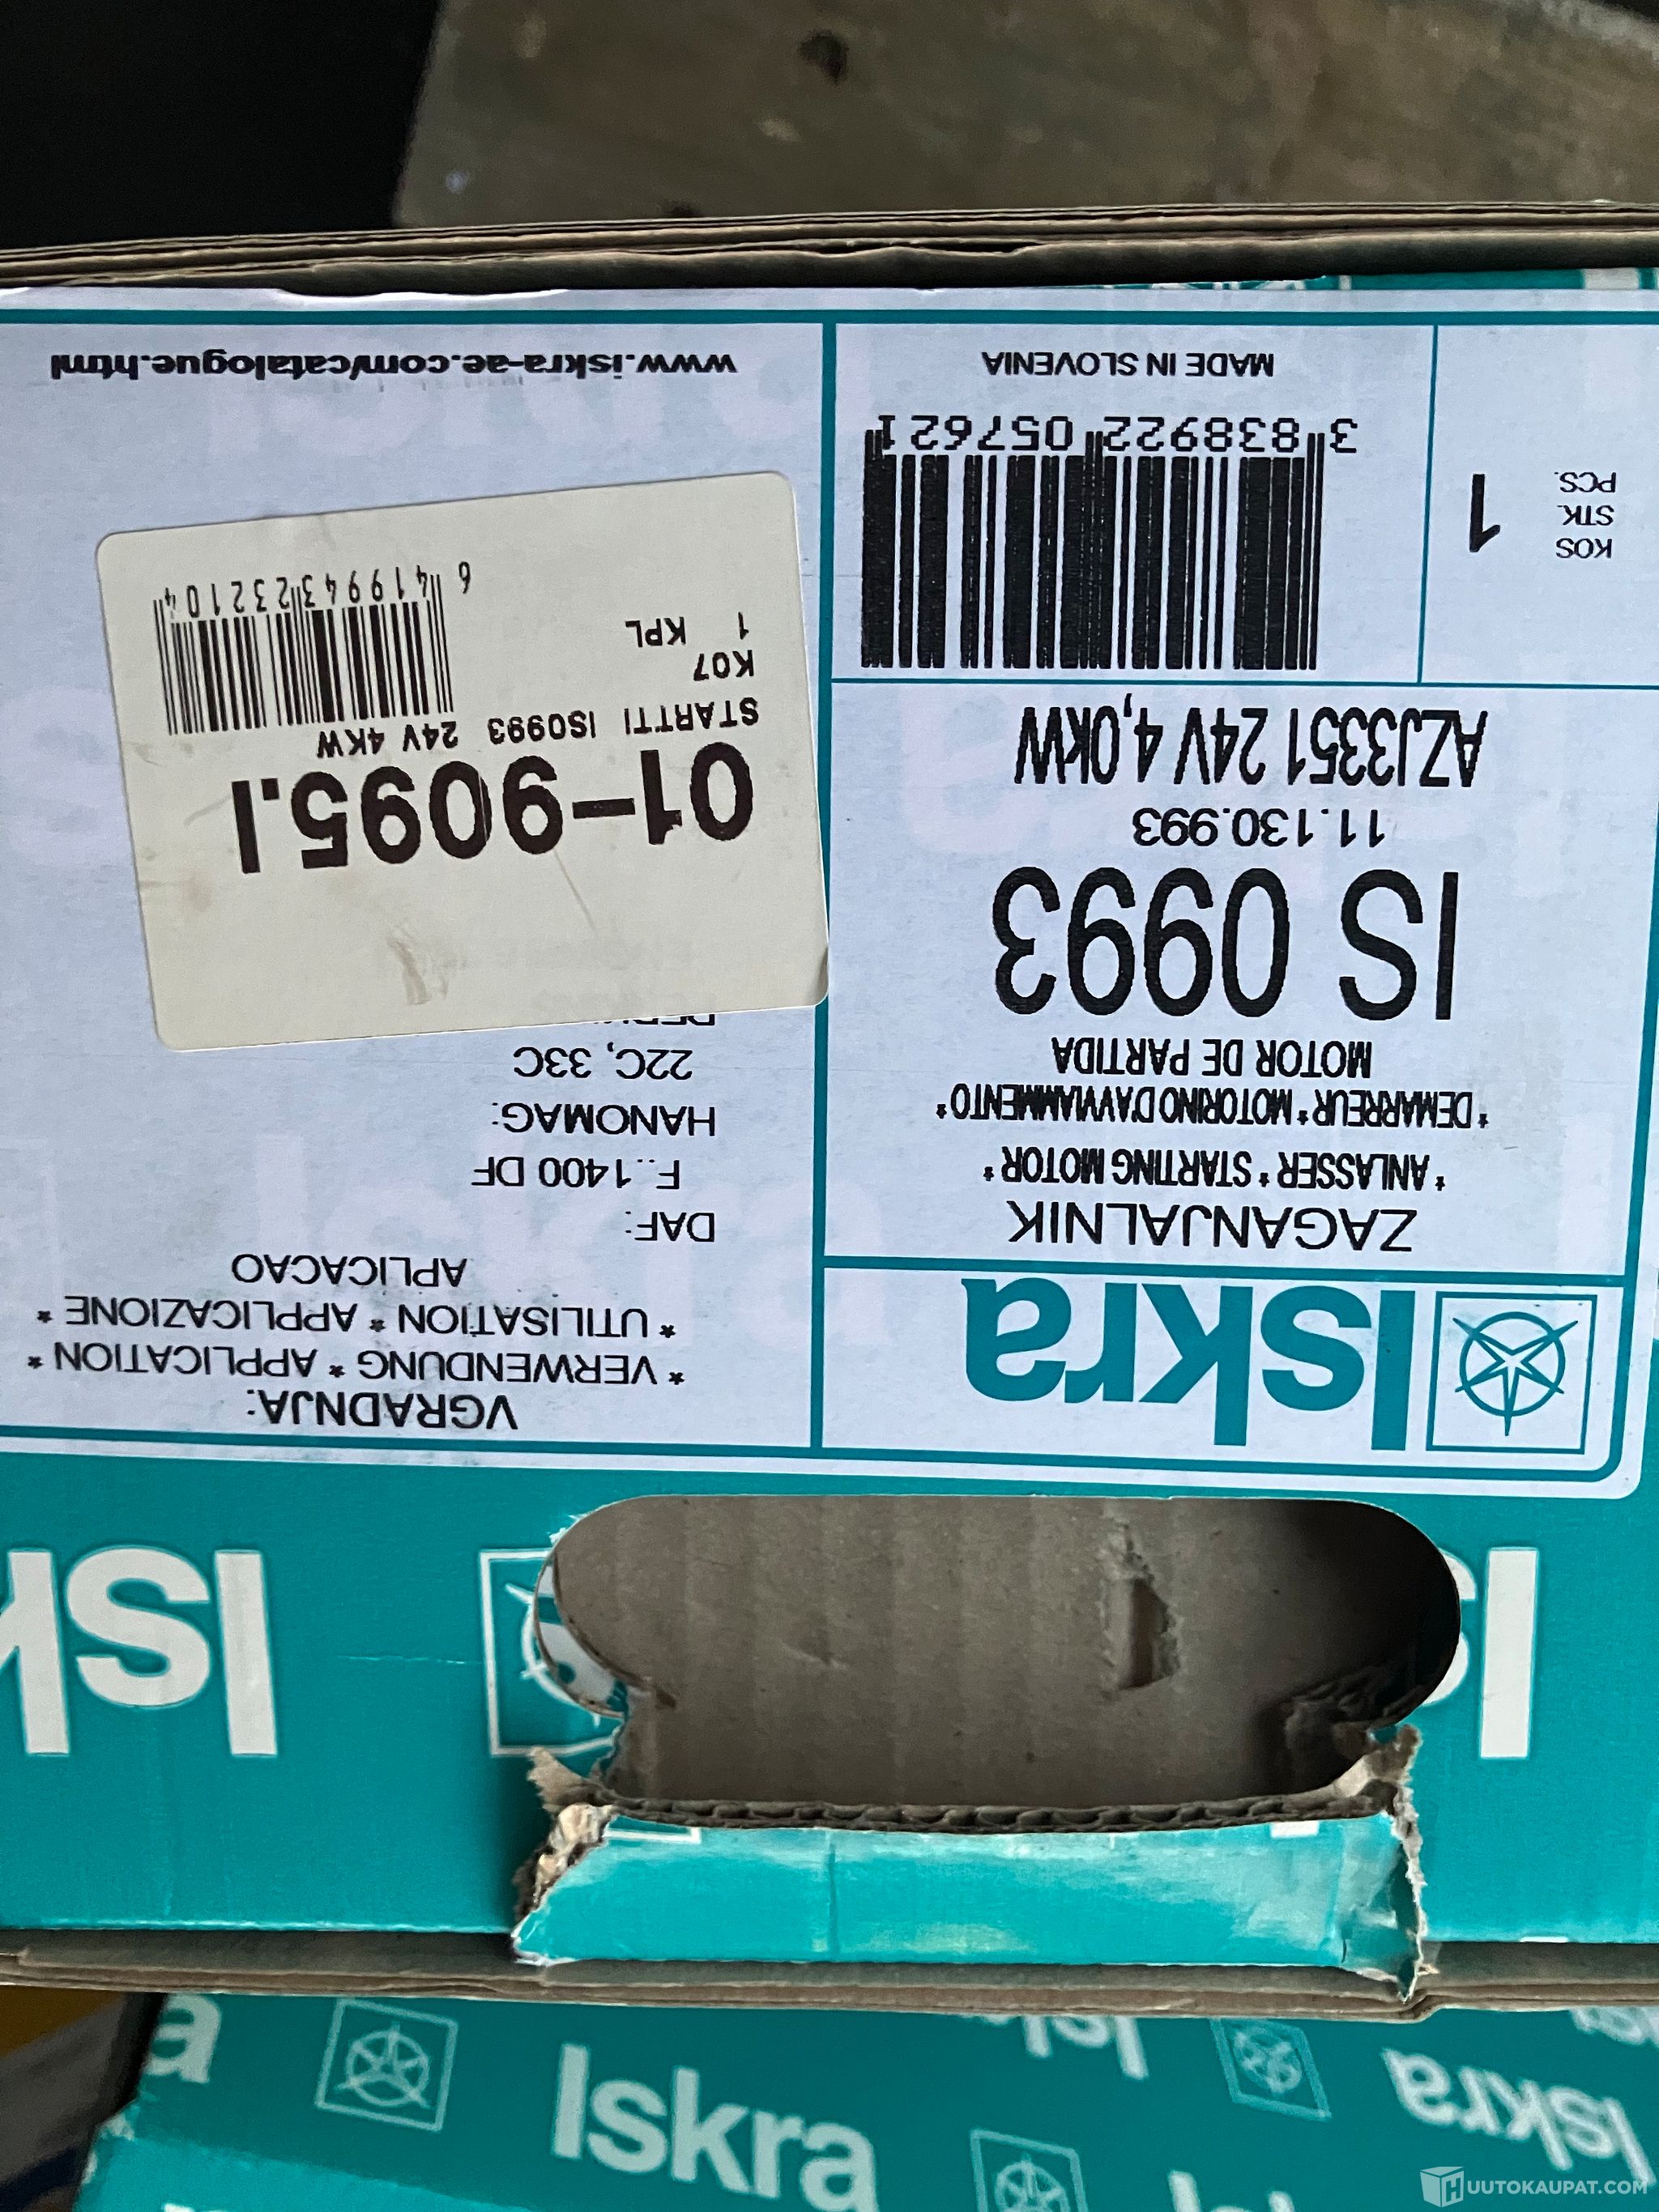 Iskra
ZAGANJALNIK
*ANLASSER*STARTING MOTOR*
*DEMARREUR*MOTORINO D'AVVIAMMENTO*
MOTOR DE PARTIDA
IS 0993
11.130.993
AZJ3351 24V 4,0kW
KOS
STK.
PCS.
1
3 838922 057621
MADE IN SLOVENIA
VGRADNJA:
* VERWENDUNG * APPLICATION *
* UTILISATION * APPLICAZIONE *
APLICACAO
DAF:
F..1400 DF
HANOMAG:
22C, 33C
01-9095.I
STARTTI IS0993 24V 4KW
K07
1 KPL
6 419943 232104
www.iskra-ae.com/catalogue.html
Iskra
Iskra
HUUTOKAUPAT.COM